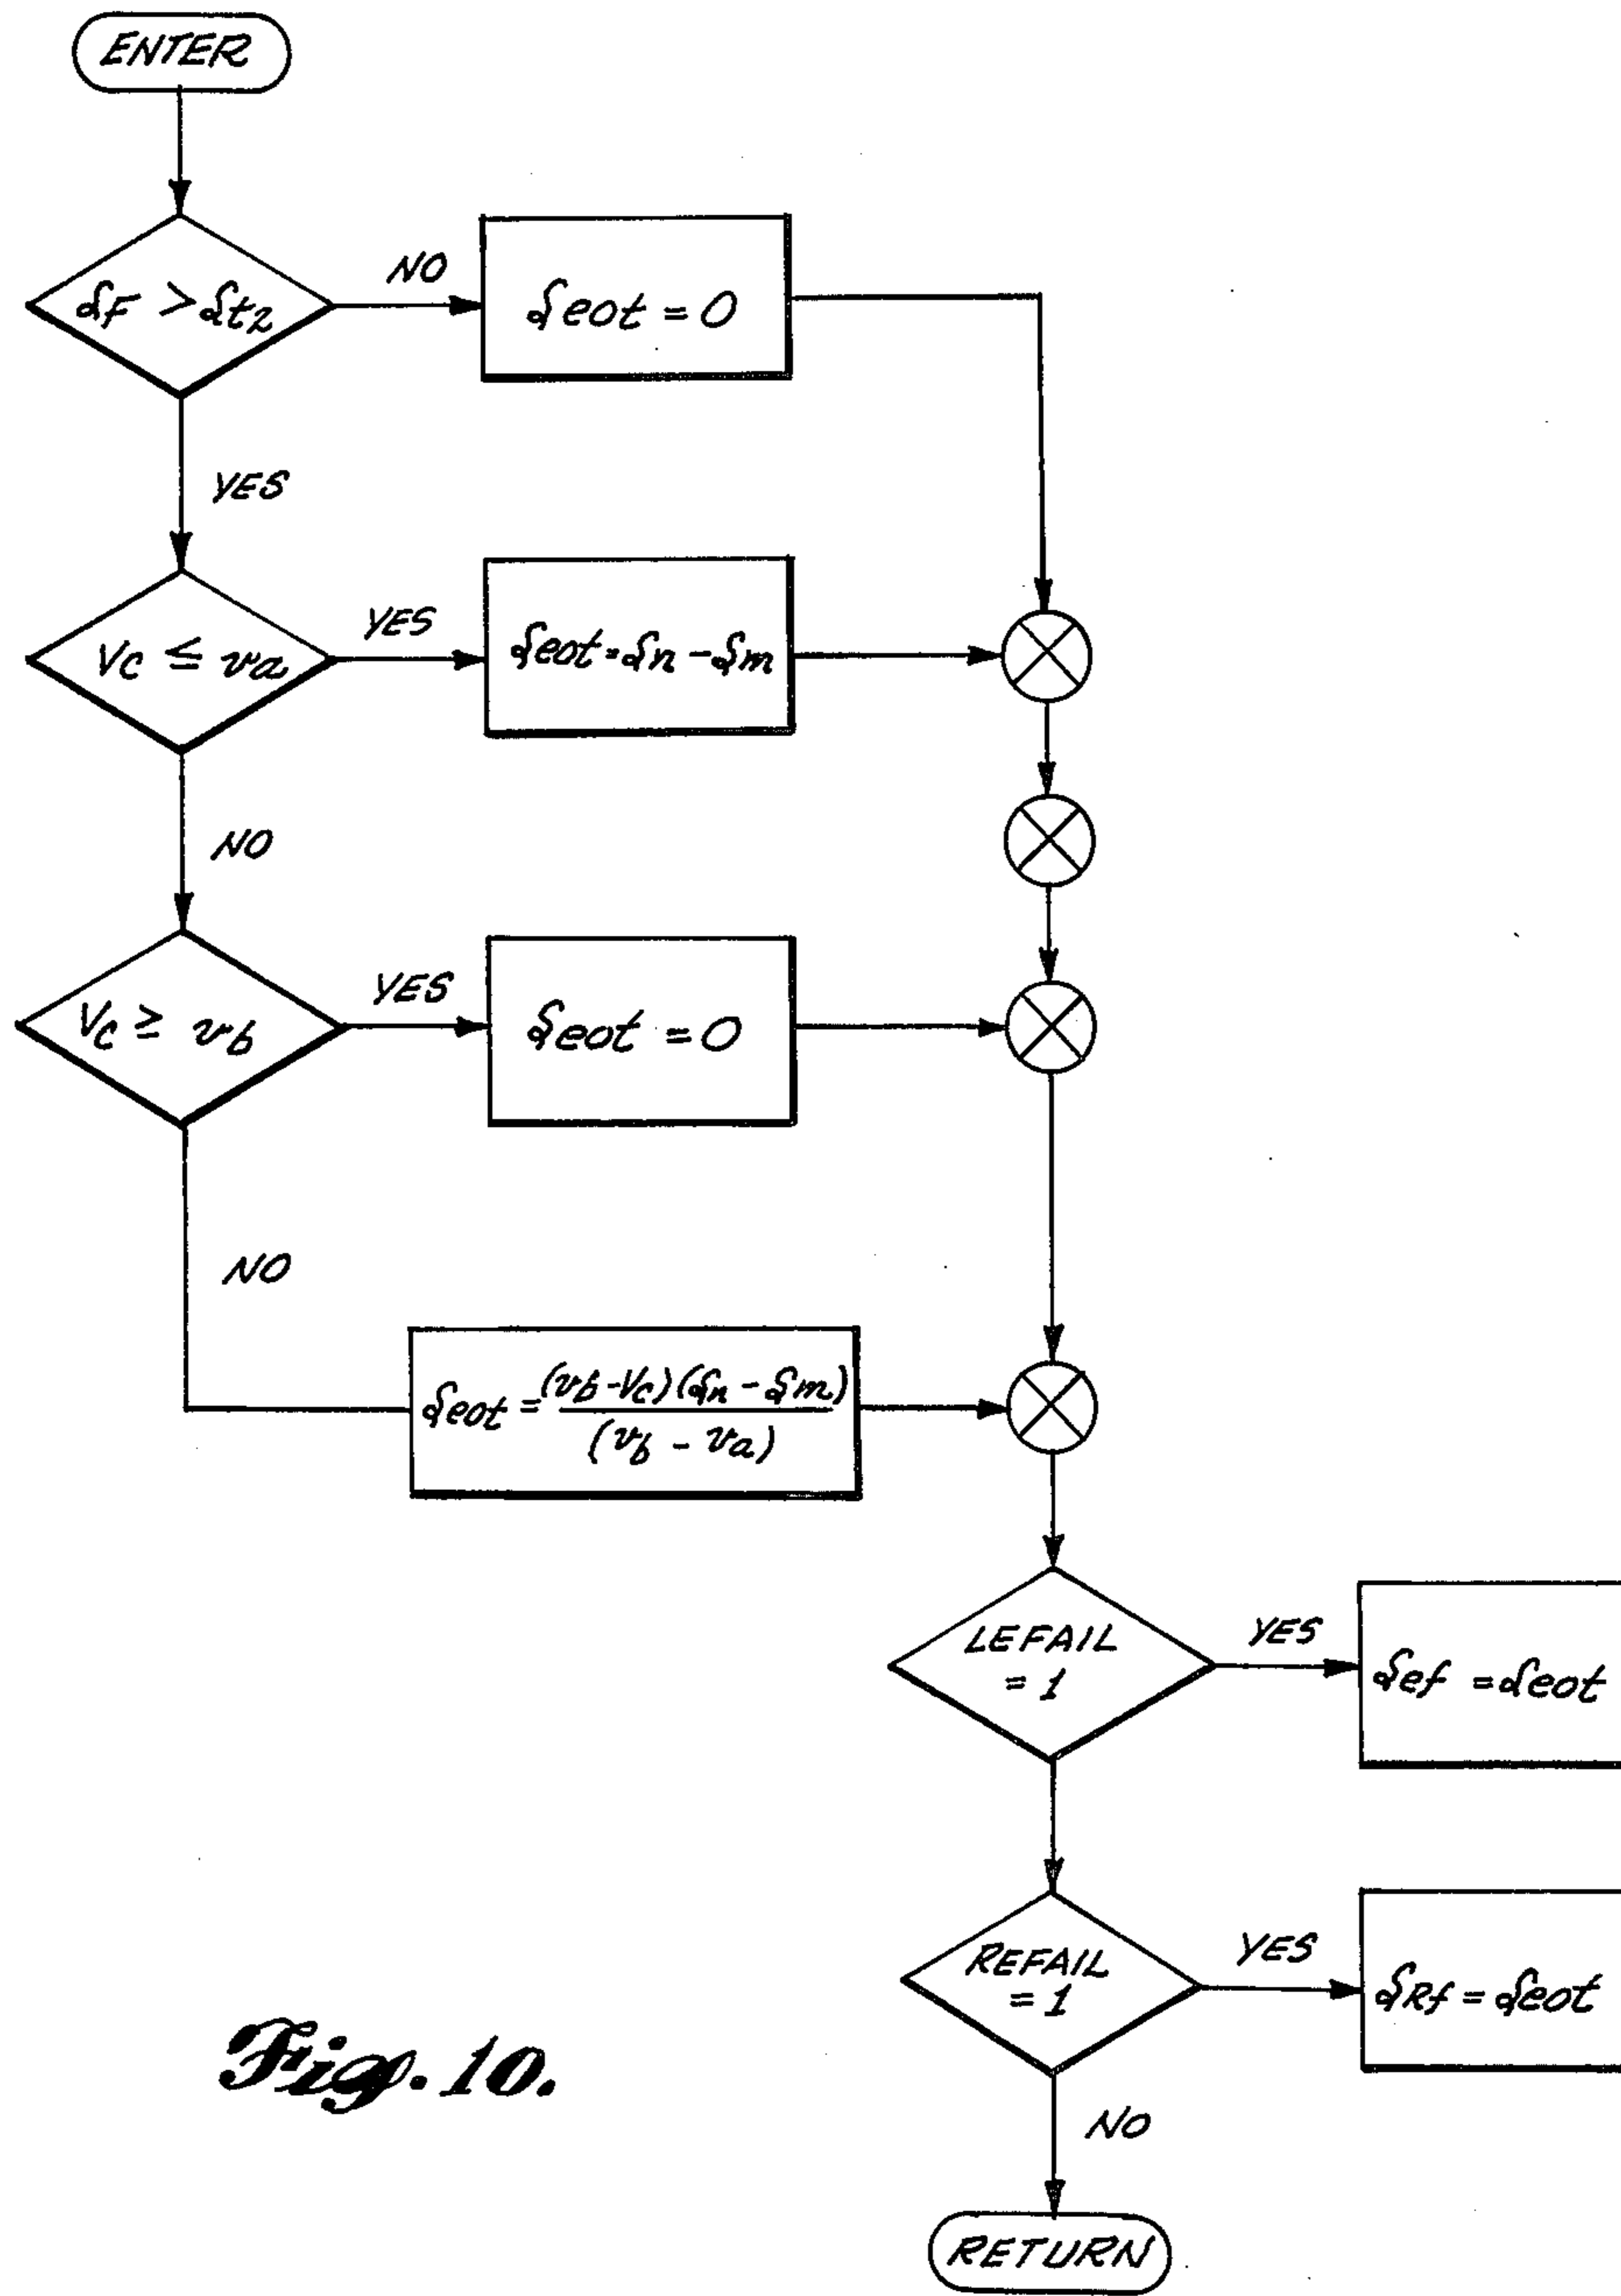 ENTER
δF > δt2
NO
δeot = 0
YES
Vc ≤ va
YES
δeot = δn - δm
NO
Vc ≥ vb
YES
δeot = 0
NO
δeot = (vb - Vc) (δn - δm)
(vb - va)
LEFAIL
= 1
YES
δef = δeot
REFAIL
= 1
YES
δRf = δeot
NO
RETURN
Fig. 10.